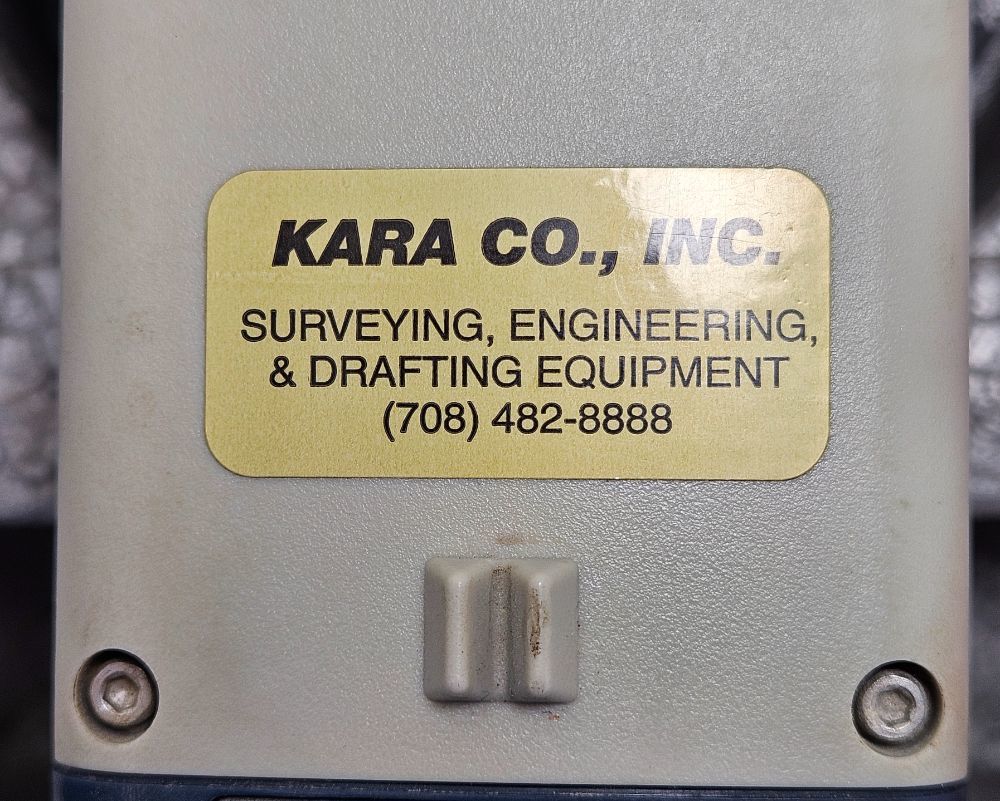 KARA CO., INC.
SURVEYING, ENGINEERING,
& DRAFTING EQUIPMENT
(708) 482-8888